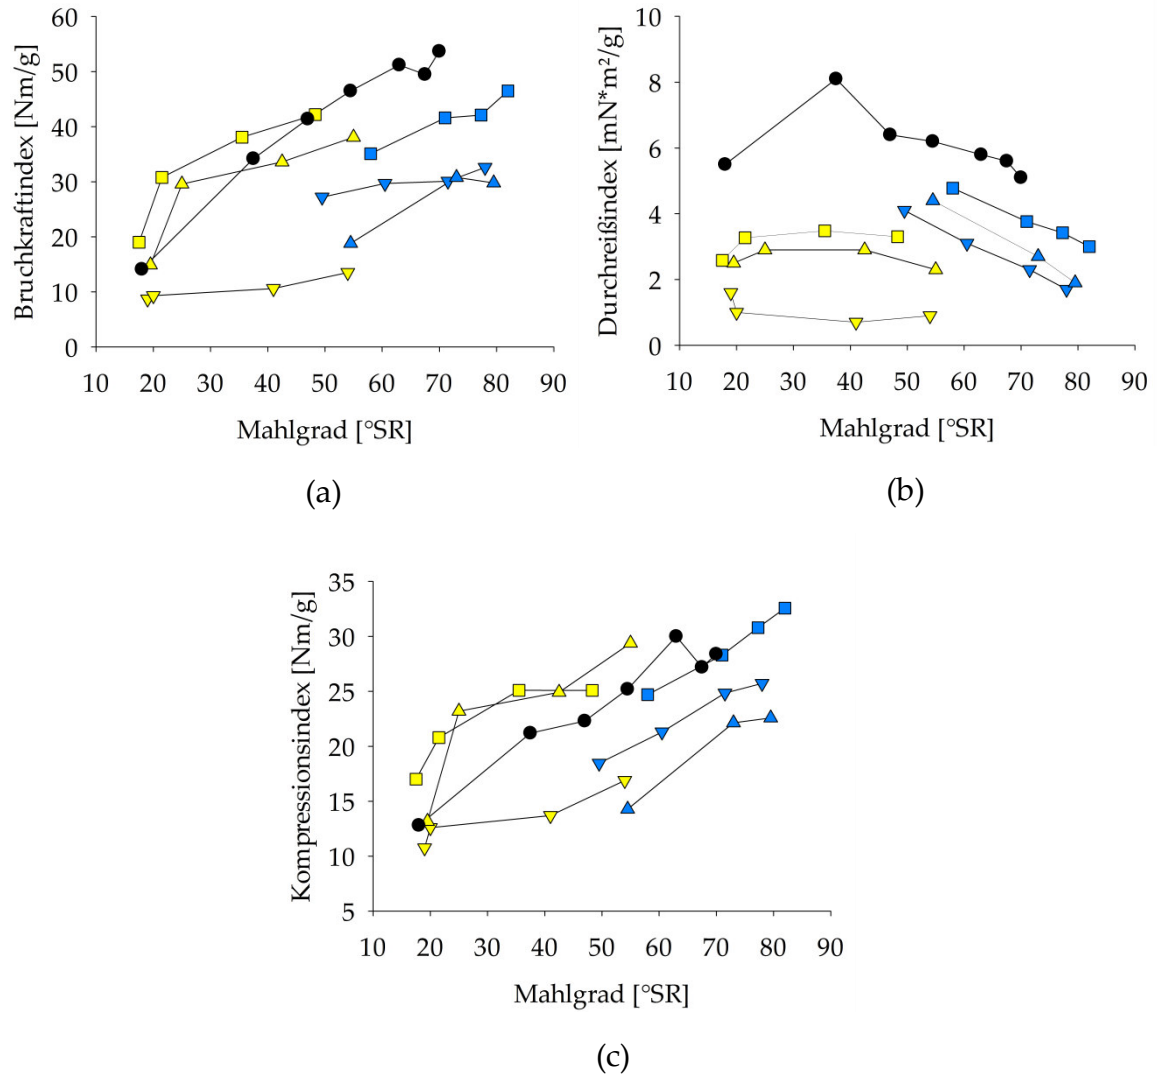 Bruchkraftindex [Nm/g]
60
50
40
30
20
10
0
10 20 30 40 50 60 70 80 90
Mahlgrad [°SR]
(a)
Durchreißindex [mN*m²/g]
10
8
6
4
2
0
10 20 30 40 50 60 70 80 90
Mahlgrad [°SR]
(b)
Kompressionsindex [Nm/g]
35
30
25
20
15
10
5
10 20 30 40 50 60 70 80 90
Mahlgrad [°SR]
(c)